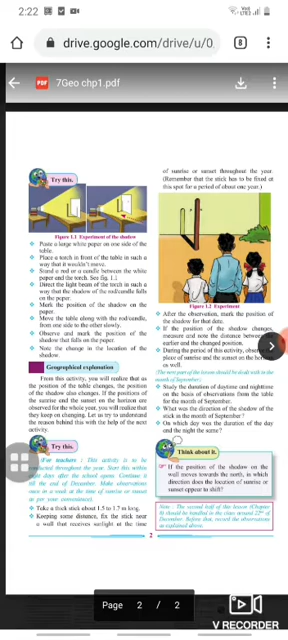 2:22
drive.google.com/drive/u/0
8
PDF 7Geo chp1.pdf
Try this.
Figure 1.1 Experiment of the shadow
Paste a large white paper on one side of the
table.
Place a torch in front of the table in such a
way that it wouldn't move.
Stand a rod or a candle between the white
paper and the torch. See fig. 1.1
Direct the light beam of the torch in such a
way that the shadow of the rod/candle falls
on the paper.
Mark the position of the shadow on the
paper.
Move the table along with the rod/candle,
from one side to the other slowly.
Observe and mark the position of the
shadow that falls on the paper.
Note the change in the location of the
shadow.
Geographical explanation
From this activity, you will realise that as
the position of the table changes, the position
of the shadow also changes. If the positions of
the sunrise and the sunset on the horizon are
observed for the whole year, you will realize that
they keep on changing. Let us try to understand
the reason behind this with the help of the next
activity.
Try this.
(For teachers : This activity is to be
conducted throughout the year. Start this within
days after the school opens. Continue it
till the end of December. Make observations
once in a week at the time of sunrise or sunset
as per your convenience).
Take a thick stick about 1.5 to 1.7 m long.
Keeping some distance, fix the stick near
a wall that receives sunlight at the time
of sunrise or sunset throughout the year.
(Remember that the stick has to be fixed at
this spot for a period of about one year.)
Figure 1.2 Experiment
After the observation, mark the position of
the shadow for that date.
If the position of the shadow changes,
measure and note the distance between
earlier and the changed position.
During the period of this activity, observe
of sunrise and the sunset on the
as well.
(The next part of the lesson should be dealt with in the
month of September)
Study the duration of daytime and nighttime
on the basis of observations from the table
for the month of September.
What was the direction of the shadow of the
stick in the month of September ?
On which day was the duration of the day
and the night the same ?
Think about it.
If the position of the shadow on the
wall moves towards the north, in which
direction does the location of sunrise or
sunset appear to shift?
Note: The second half of this lesson (Chapter
8) should be handled in the class around 22nd of
December. Before that, record the observations
as explained above.
2
Page 2 / 2
V RECORDER